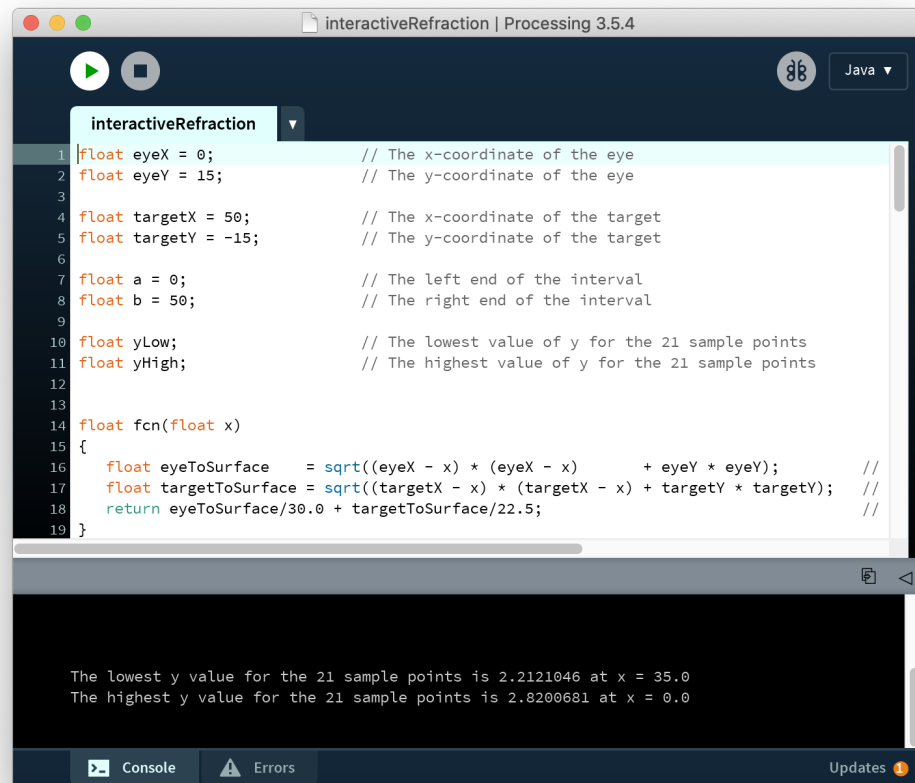 interactiveRefraction | Processing 3.5.4
Java ▼
interactiveRefraction ▼
1 float eyeX = 0; // The x-coordinate of the eye
2 float eyeY = 15; // The y-coordinate of the eye
3
4 float targetX = 50; // The x-coordinate of the target
5 float targetY = -15; // The y-coordinate of the target
6
7 float a = 0; // The left end of the interval
8 float b = 50; // The right end of the interval
9
10 float yLow; // The lowest value of y for the 21 sample points
11 float yHigh; // The highest value of y for the 21 sample points
12
13
14 float fcn(float x)
15 {
16 float eyeToSurface = sqrt((eyeX - x) * (eyeX - x) + eyeY * eyeY); //
17 float targetToSurface = sqrt((targetX - x) * (targetX - x) + targetY * targetY); //
18 return eyeToSurface/30.0 + targetToSurface/22.5; //
19 }
The lowest y value for the 21 sample points is 2.2121046 at x = 35.0
The highest y value for the 21 sample points is 2.8200681 at x = 0.0
>_ Console Errors Updates 1